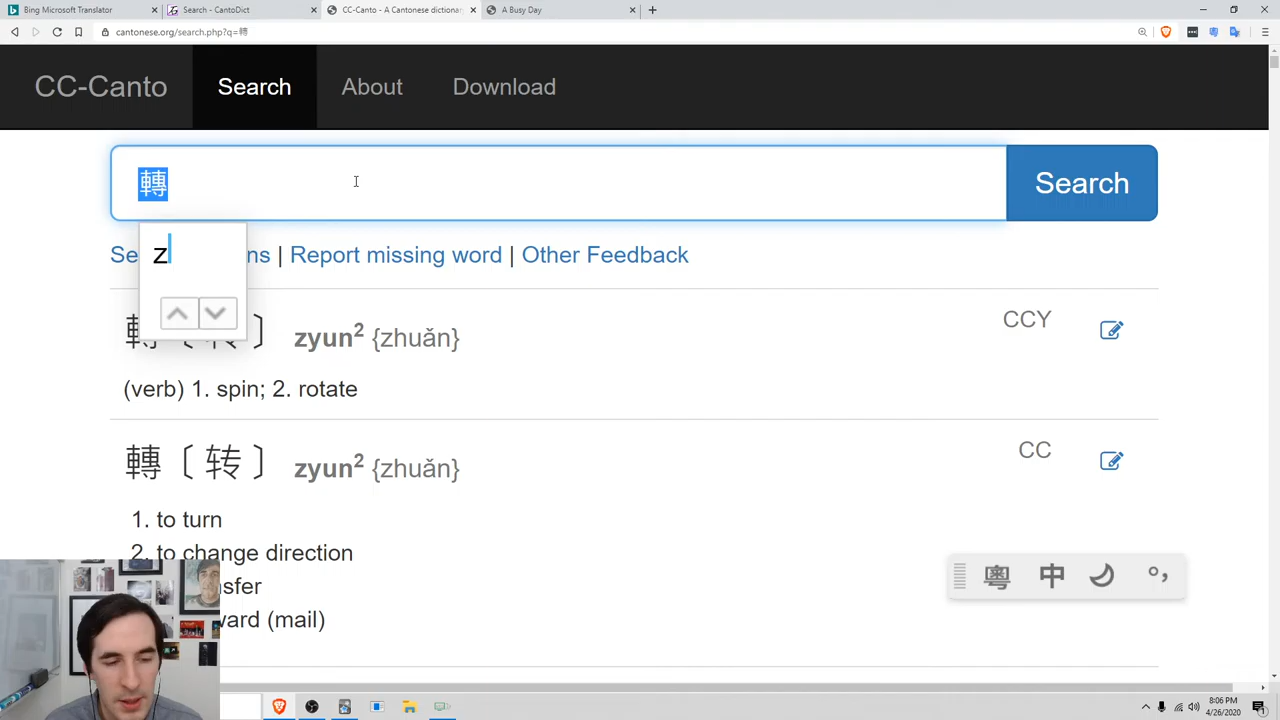 Bing Microsoft Translator
Search - CantoDict
CC-Canto - A Cantonese dictionar
A Busy Day
cantonese.org/search.php?q=轉
CC-Canto
Search
About
Download
轉
Search
z
Se
ns | Report missing word | Other Feedback
zyun2 {zhuǎn}
CCY
(verb) 1. spin; 2. rotate
轉〔转〕 zyun2 {zhuǎn}
CC
1. to turn
2. to change direction
sfer
ward (mail)
粵 中
8:06 PM
4/26/2020